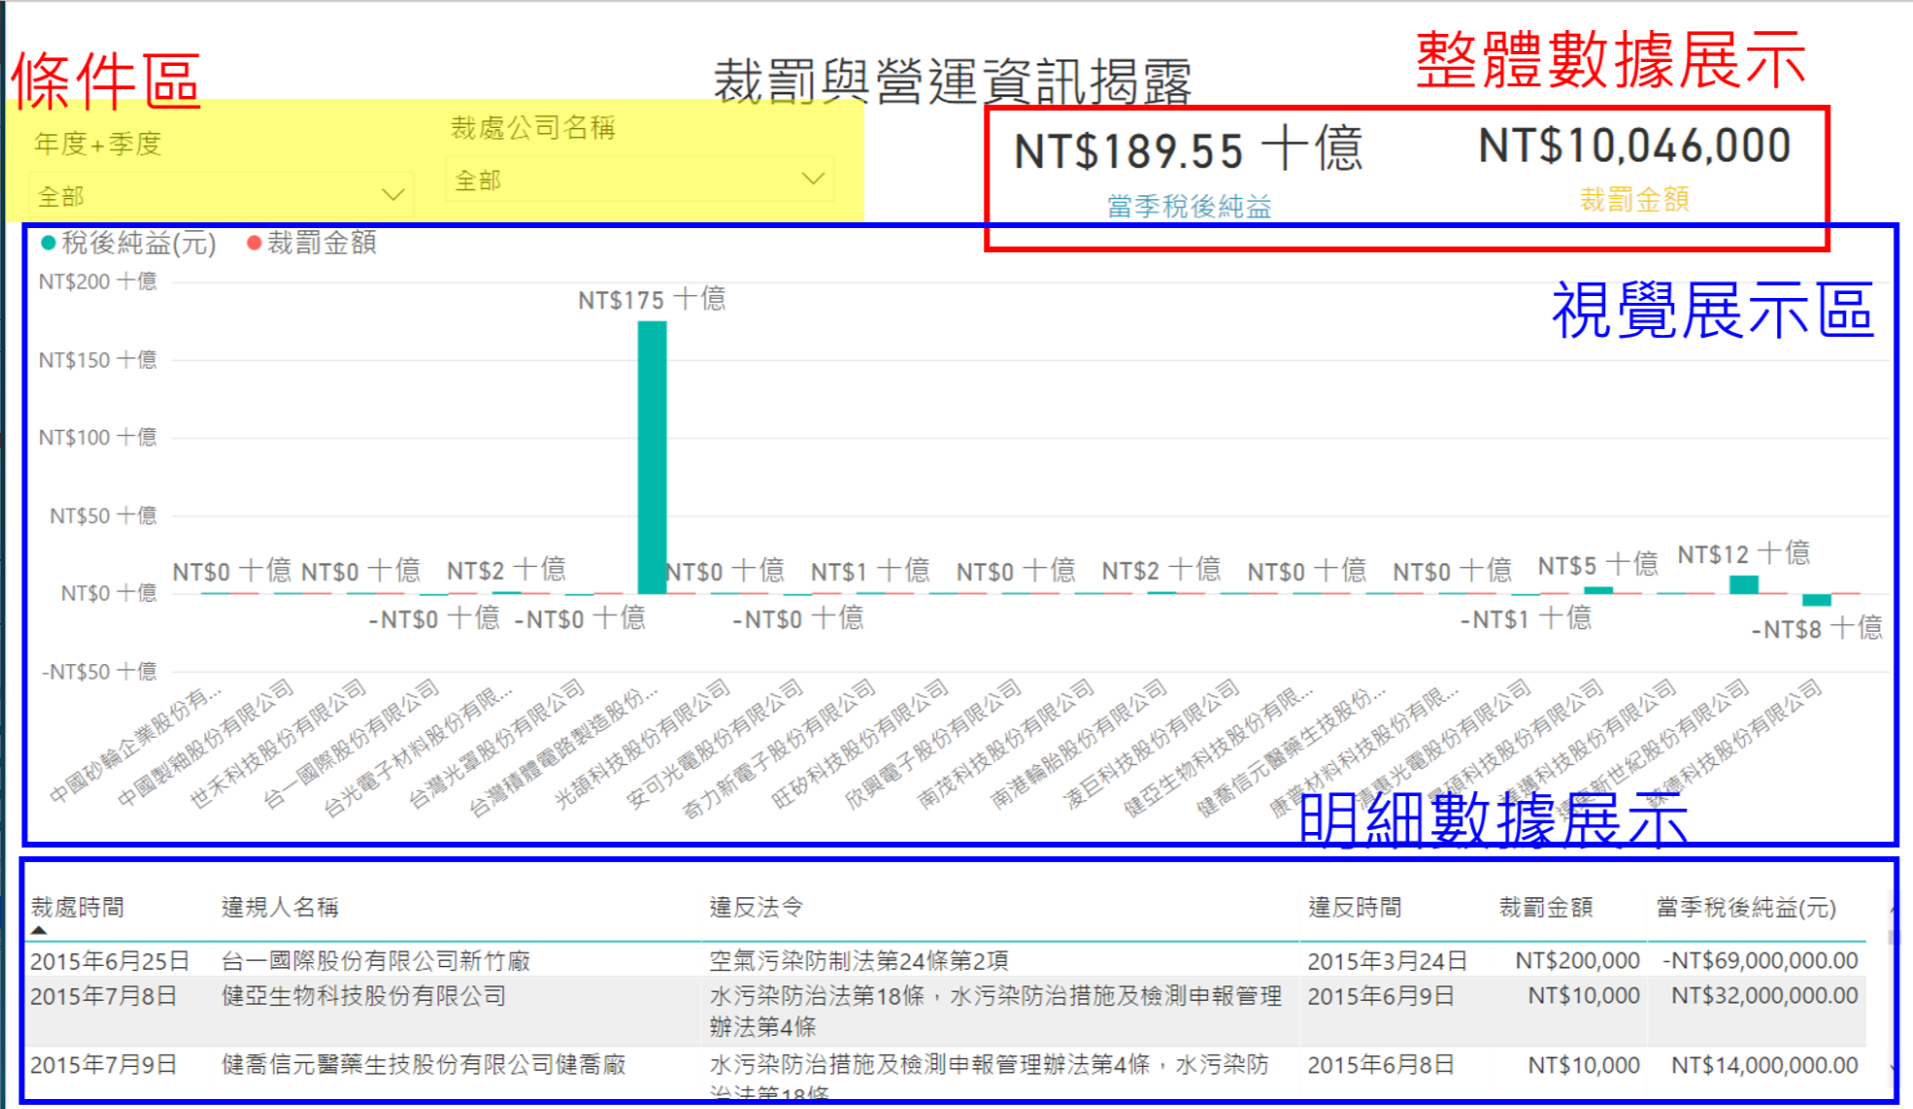 條件區
裁罰與營運資訊揭露
整體數據展示
年度+季度
裁處公司名稱
全部
全部
NT$189.55 十億
當季稅後純益
NT$10,046,000
裁罰金額
稅後純益(元)
裁罰金額
視覺展示區
NT$200 十億
NT$150 十億
NT$100 十億
NT$50 十億
NT$0 十億
-NT$50 十億
NT$175 十億
NT$0 十億
NT$0 十億
NT$2 十億
NT$0 十億
NT$1 十億
NT$0 十億
NT$2 十億
NT$0 十億
NT$0 十億
NT$5 十億
NT$12 十億
-NT$0 十億
-NT$0 十億
-NT$0 十億
-NT$1 十億
-NT$8 十億
中國砂輪企業股份有...
中國製釉股份有限公司
世禾科技股份有限公司
台一國際股份有限公司
台光電子材料股份有限...
台灣光罩股份有限公司
台灣積體電路製造股份...
光頡科技股份有限公司
安可光電股份有限公司
奇力新電子股份有限公司
旺矽科技股份有限公司
欣興電子股份有限公司
南茂科技股份有限公司
南港輪胎股份有限公司
凌巨科技股份有限公司
健亞生物科技股份有限...
健喬信元醫藥生技股份...
康普材料科技股份有限...
清惠光電股份有限公司
景碩科技股份有限公司
達邁科技股份有限公司
遠東新世紀股份有限公司
錸德科技股份有限公司
明細數據展示
裁處時間 違規人名稱 違反法令 違反時間 裁罰金額 當季稅後純益(元)
2015年6月25日 台一國際股份有限公司新竹廠 空氣污染防制法第24條第2項 2015年3月24日 NT$200,000 -NT$69,000,000.00
2015年7月8日 健亞生物科技股份有限公司 水污染防治法第18條，水污染防治措施及檢測申報管理 2015年6月9日 NT$10,000 NT$32,000,000.00
辦法第4條
2015年7月9日 健喬信元醫藥生技股份有限公司健喬廠 水污染防治措施及檢測申報管理辦法第4條，水污染防 2015年6月8日 NT$10,000 NT$14,000,000.00
治法第18條